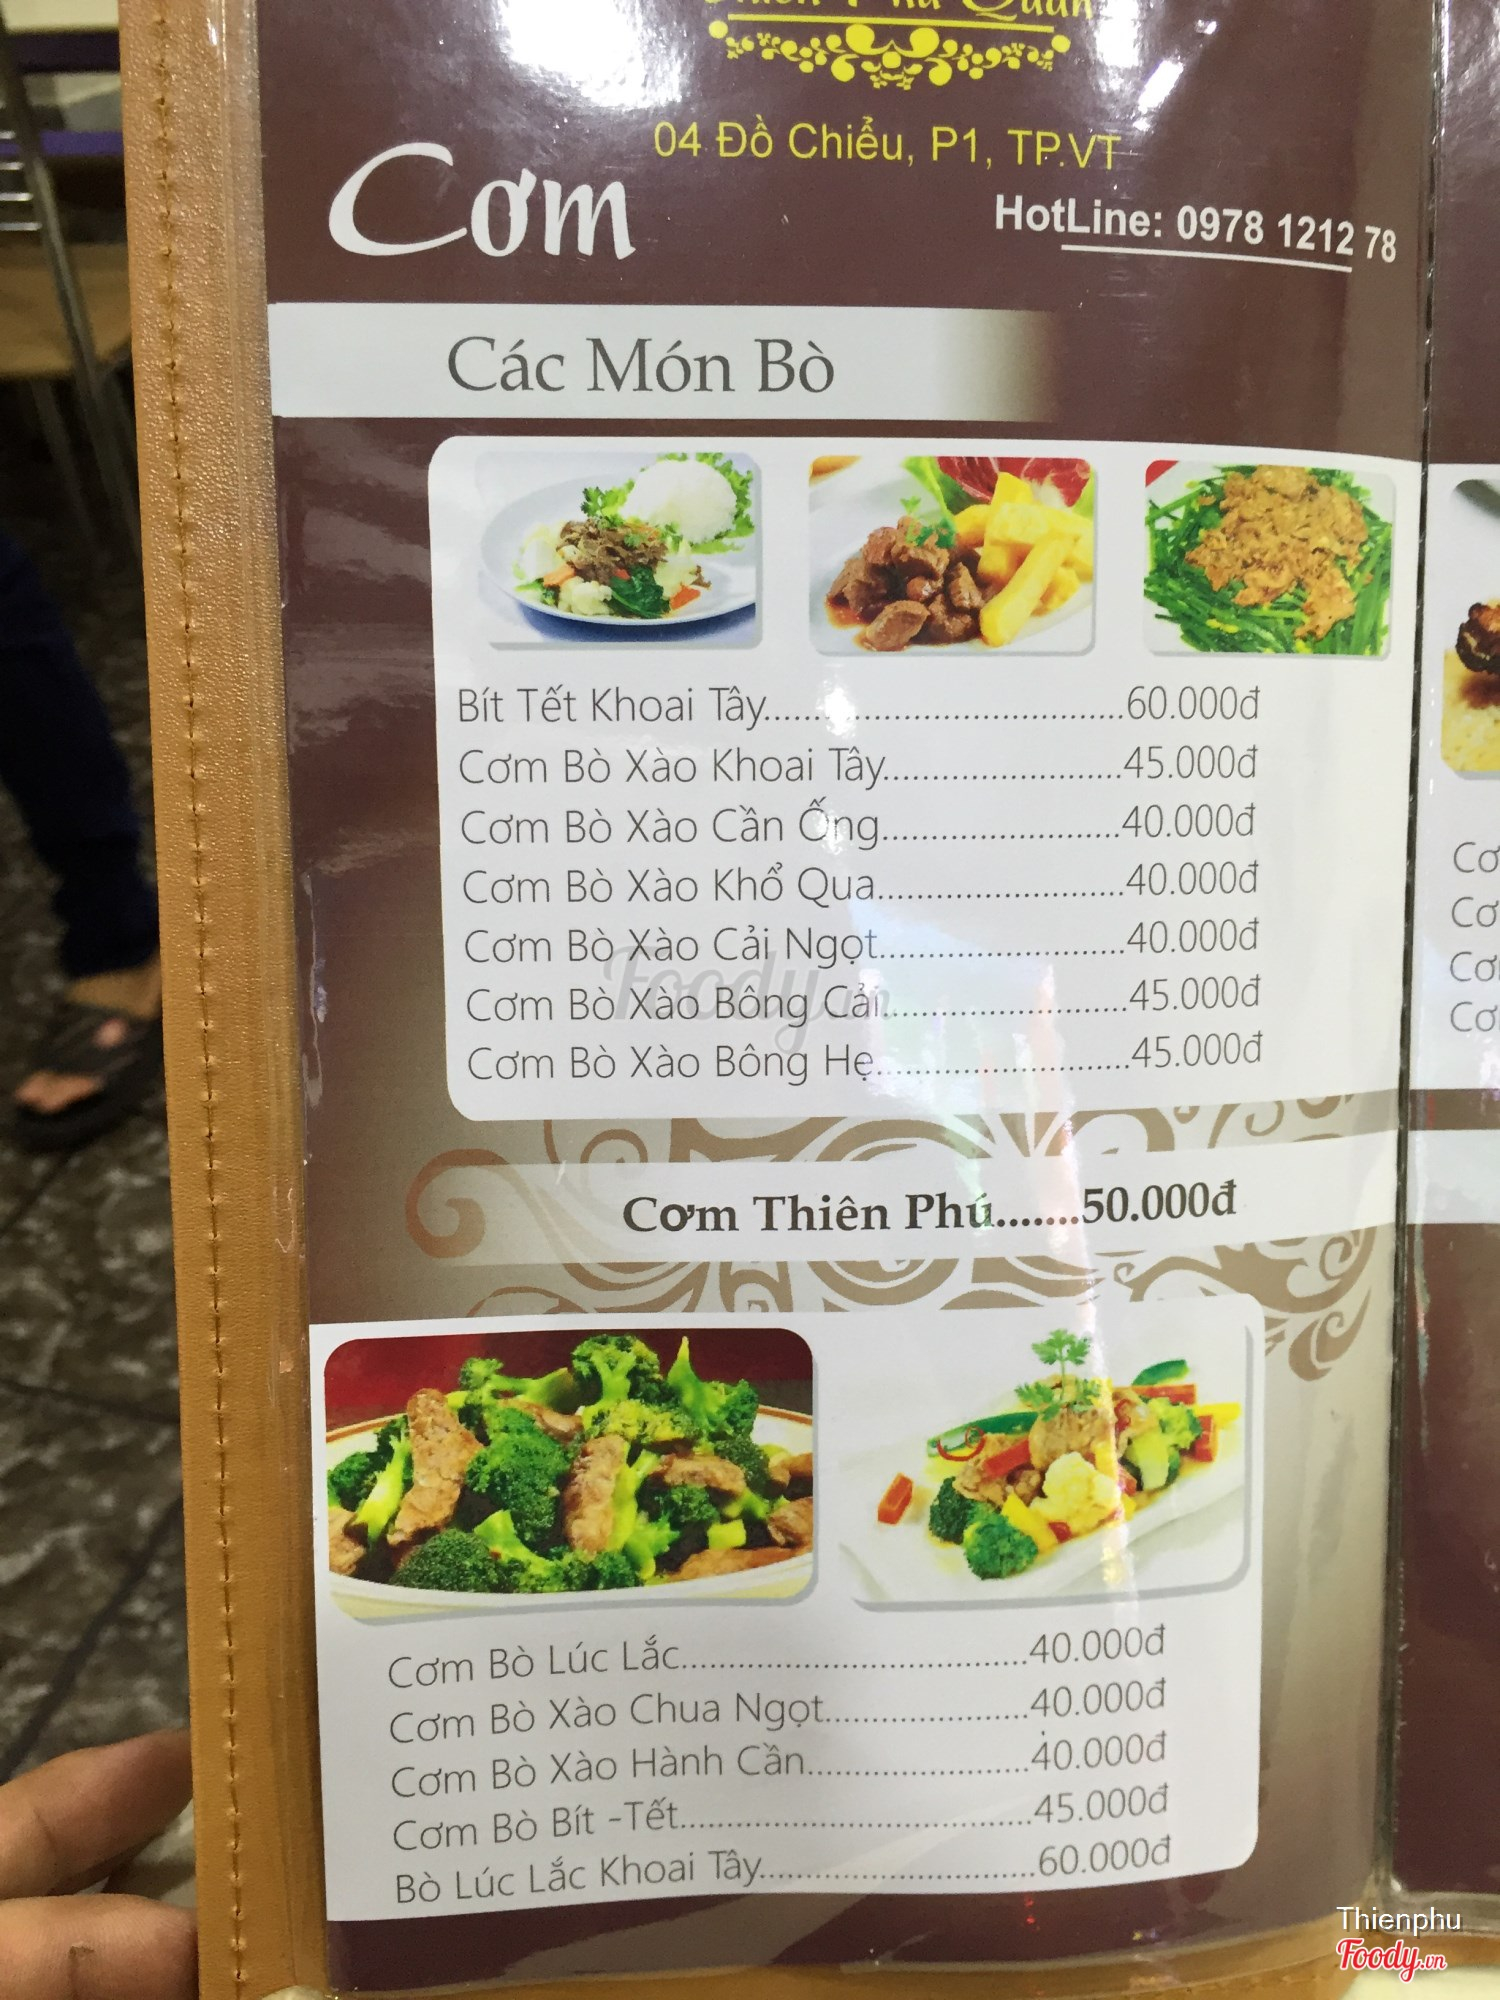 Phú Quán
04 Đồ Chiểu, P1, TP.VT
Cơm
HotLine: 0978 1212 78
Các Món Bò
Bít Tết Khoai Tây.....................................60.000đ
Cơm Bò Xào Khoai Tây........................45.000đ
Cơm Bò Xào Cần Ống........................40.000đ
Cơm Bò Xào Khổ Qua.........................40.000đ
Cơm Bò Xào Cải Ngọt.........................40.000đ
Cơm Bò Xào Bông Cải.........................45.000đ
Cơm Bò Xào Bông Hẹ..........................45.000đ
Foody.vn
Cơm Thiên Phú.......50.000đ
Cơm Bò Lúc Lắc...................................40.000đ
Cơm Bò Xào Chua Ngọt.....................40.000đ
Cơm Bò Xào Hành Cần.......................40.000đ
Cơm Bò Bít -Tết....................................45.000đ
Bò Lúc Lắc Khoai Tây............................60.000đ
Thienphu
Foody.vn